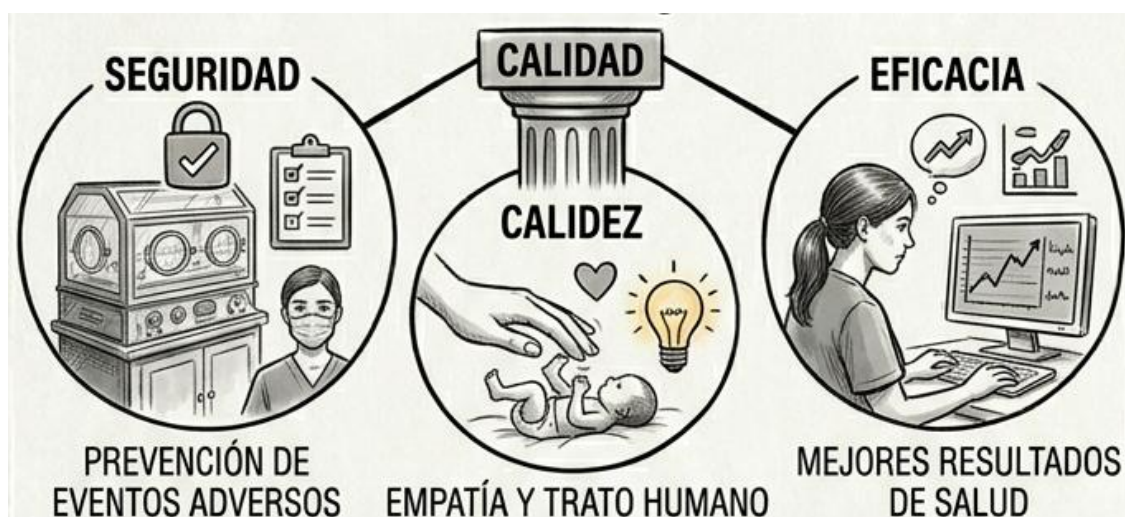 CALIDAD
SEGURIDAD
PREVENCIÓN DE
EVENTOS ADVERSOS
CALIDEZ
EMPATÍA Y TRATO HUMANO
EFICACIA
MEJORES RESULTADOS
DE SALUD